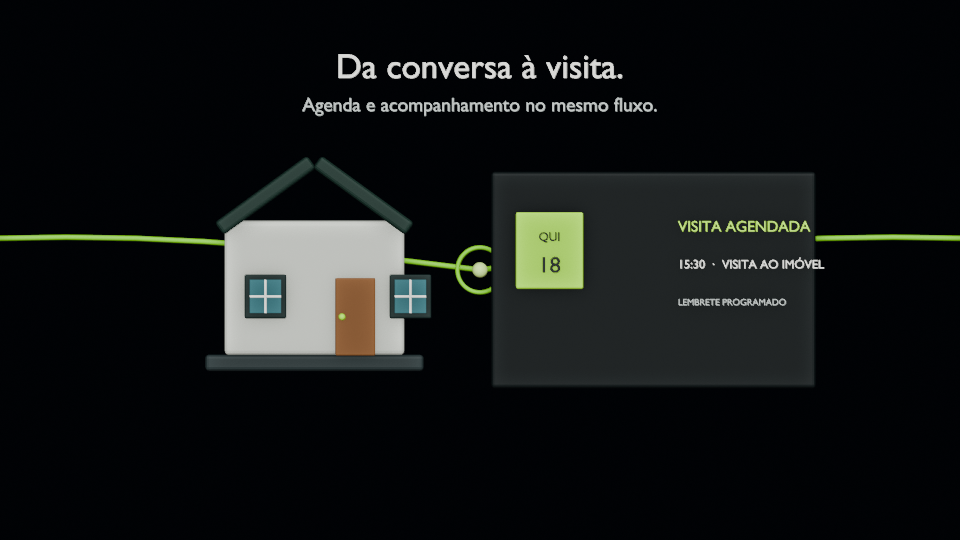 Da conversa à visita.
Agenda e acompanhamento no mesmo fluxo.
QUI
18
VISITA AGENDADA
15:30 · VISITA AO IMÓVEL
LEMBRETE PROGRAMADO